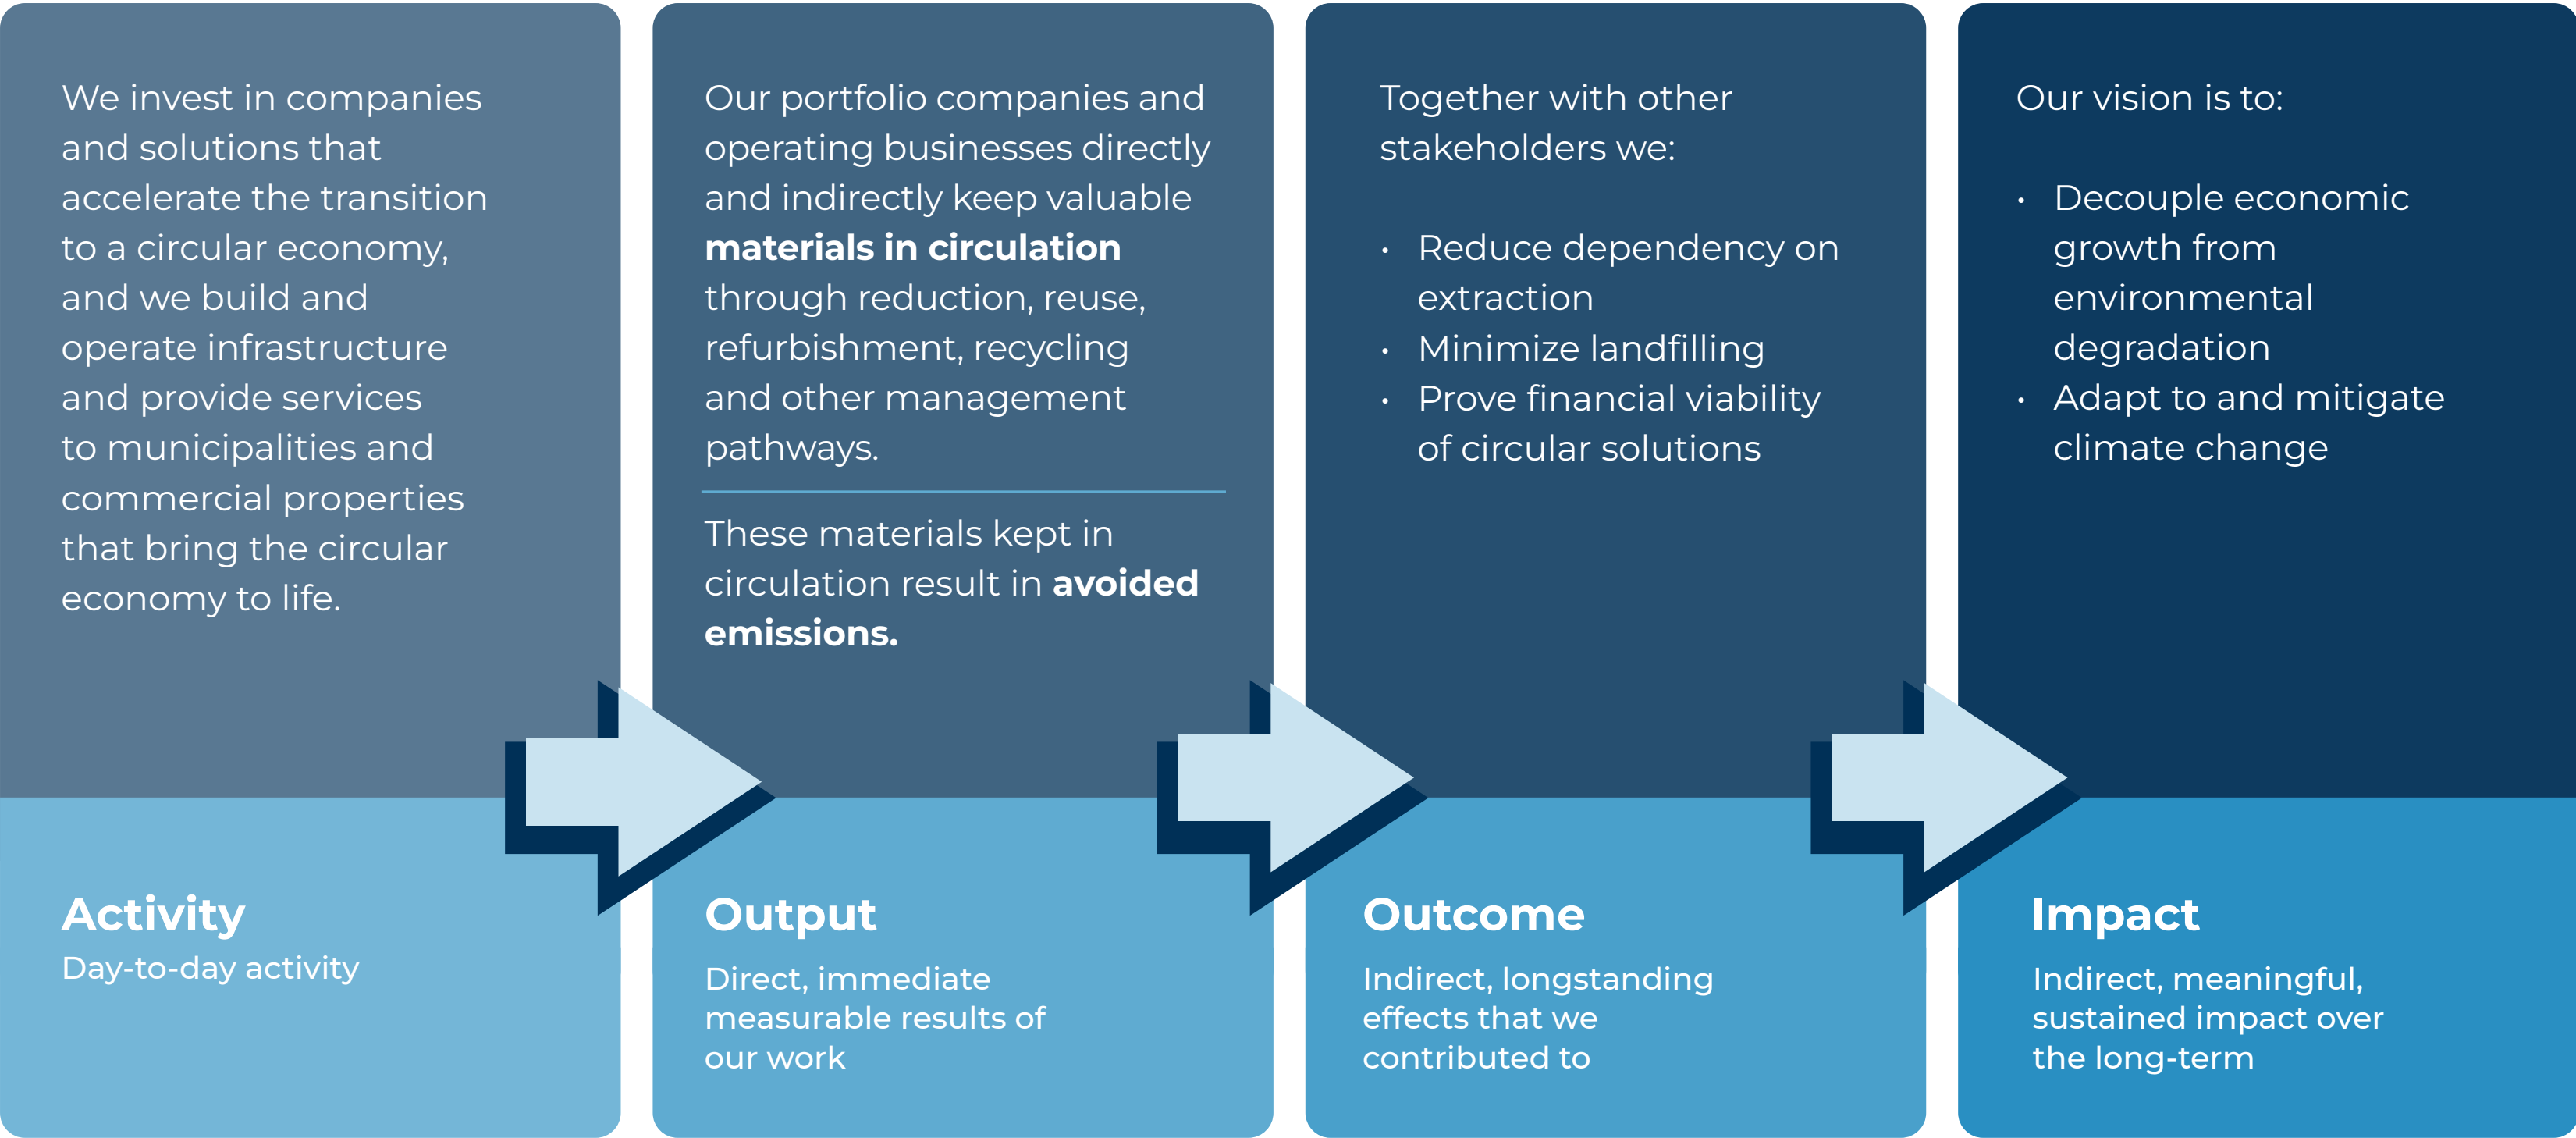 We invest in companies
and solutions that
accelerate the transition
to a circular economy,
and we build and
operate infrastructure
and provide services
to municipalities and
commercial properties
that bring the circular
economy to life.
Activity
Day-to-day activity
Our portfolio companies and
operating businesses directly
and indirectly keep valuable
materials in circulation
through reduction, reuse,
refurbishment, recycling
and other management
pathways.
These materials kept in
circulation result in avoided
emissions.
Output
Direct, immediate
measurable results of
our work
Together with other
stakeholders we:
• Reduce dependency on
extraction
• Minimize landfilling
• Prove financial viability
of circular solutions
Outcome
Indirect, longstanding
effects that we
contributed to
Our vision is to:
• Decouple economic
growth from
environmental
degradation
• Adapt to and mitigate
climate change
Impact
Indirect, meaningful,
sustained impact over
the long-term